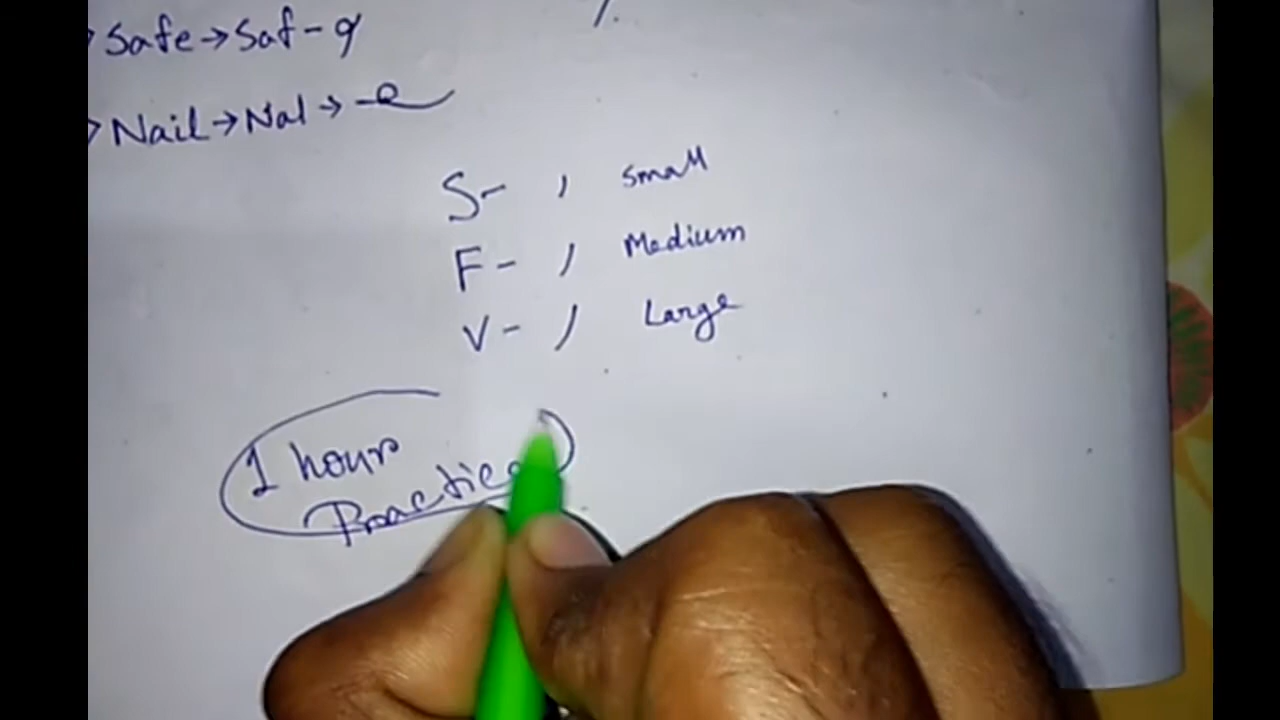 Safe → Saf -
Nail → Nal →
S - , Small
F - , Medium
V - , Large
1 hour
Practice